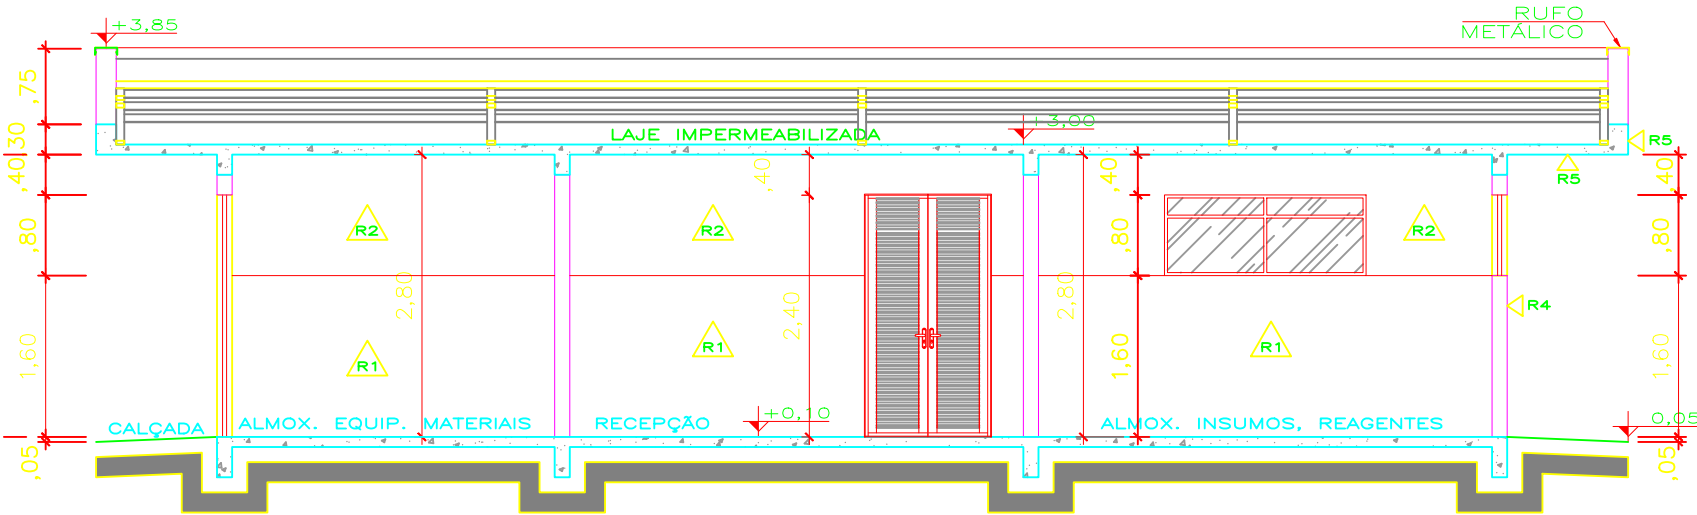 +3,85
RUFO
METÁLICO
,75
+3,00
LAJE IMPERMEABILIZADA
,30
R5
R5
,40
,40
,40
,40
R2
R2
R2
,80
,80
,80
2,80
2,40
2,80
R4
R1
R1
R1
1,60
1,60
1,60
+0,10
0,05
CALÇADA
ALMOX. EQUIP. MATERIAIS
RECEPÇÃO
ALMOX. INSUMOS, REAGENTES
,05
,05